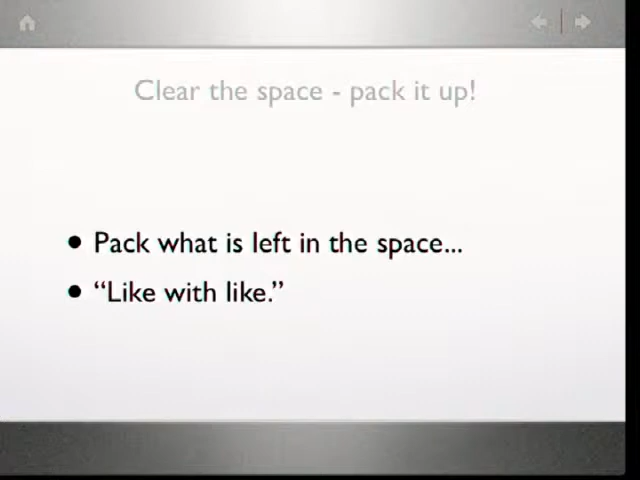 Clear the space - pack it up!
• Pack what is left in the space...
• “Like with like.”